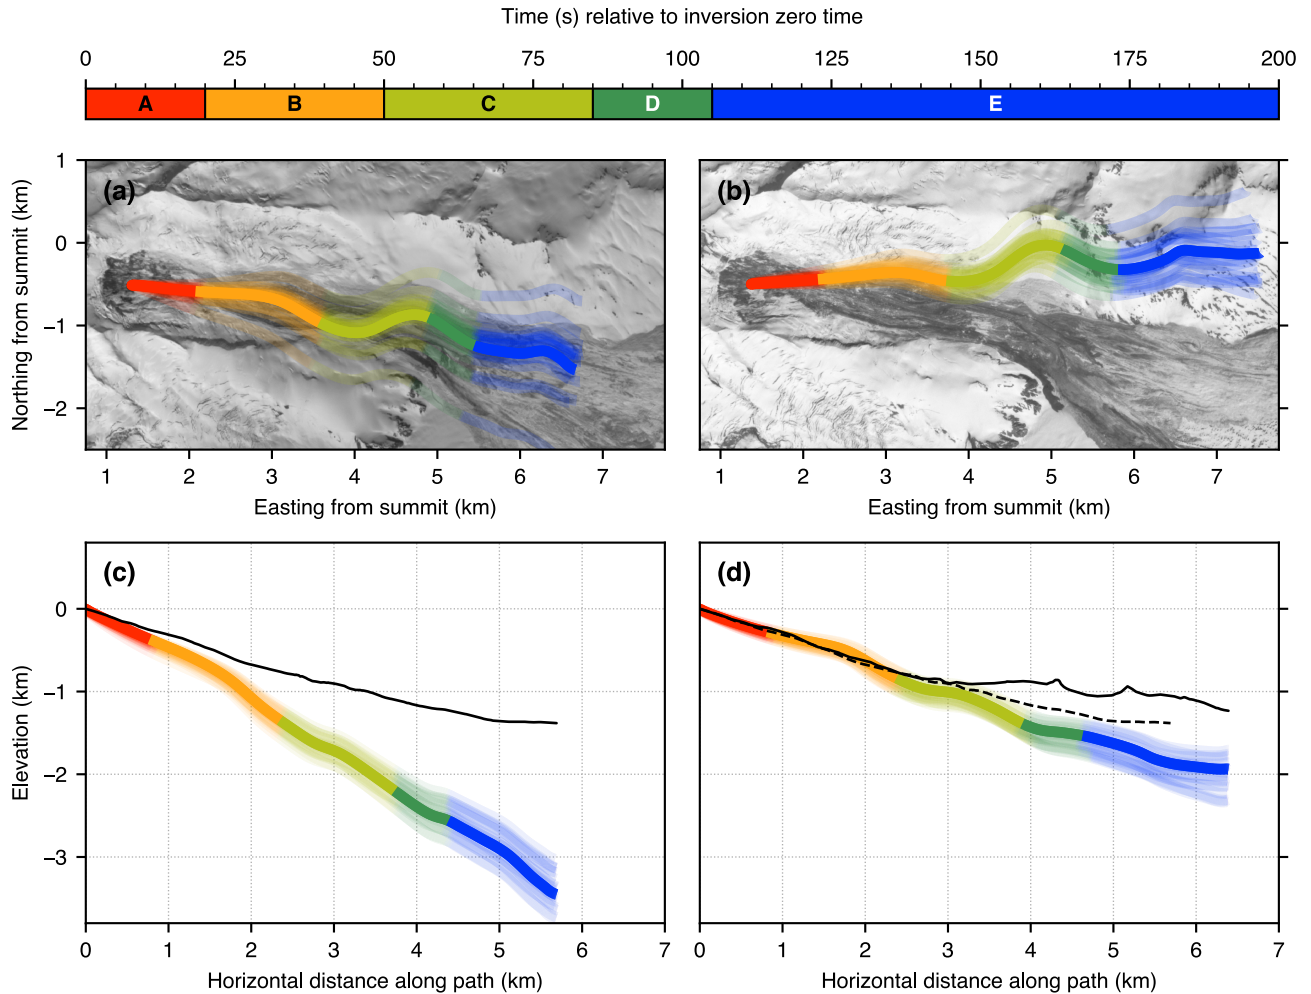 Time (s) relative to inversion zero time
0 25 50 75 100 125 150 175 200
A B C D E
(a) (b)
1
0
−1
−2
Northing from summit (km)
1 2 3 4 5 6 7
1 2 3 4 5 6 7
Easting from summit (km) Easting from summit (km)
(c) (d)
0
−1
−2
−3
Elevation (km)
0 1 2 3 4 5 6 7
0 1 2 3 4 5 6 7
Horizontal distance along path (km) Horizontal distance along path (km)